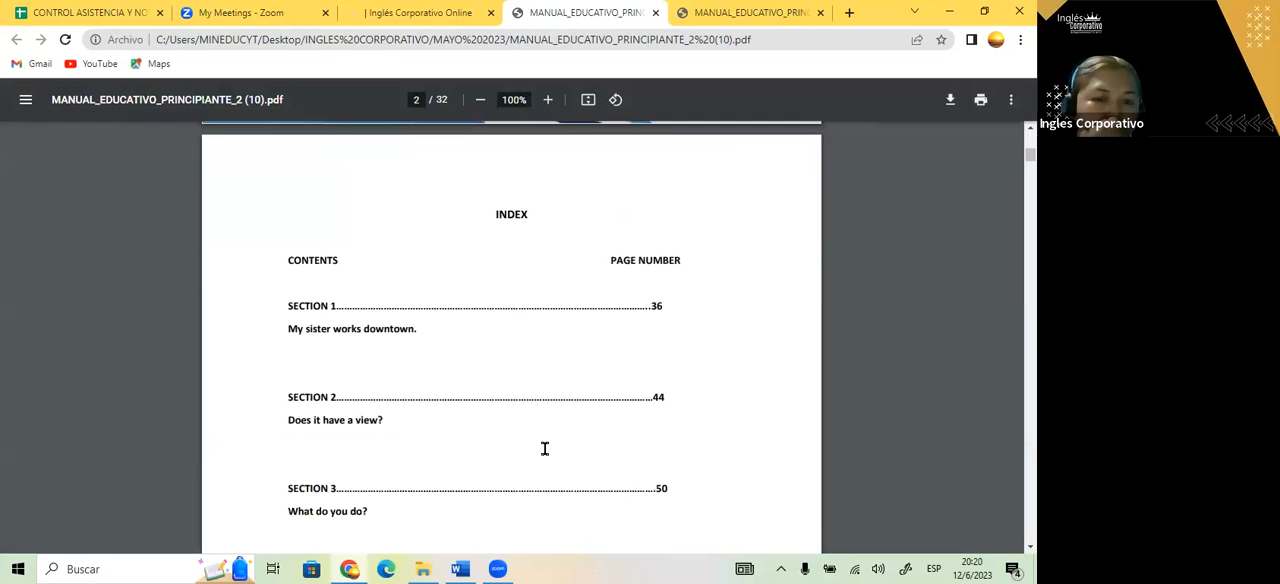 CONTROL ASISTENCIA Y NO
My Meetings - Zoom
| Inglés Corporativo Online
MANUAL_EDUCATIVO_PRIN
MANUAL_EDUCATIVO_PRIN
Archivo
C:/Users/MINEDUCYT/Desktop/INGLES%20CORPORATIVO/MAYO%202023/MANUAL_EDUCATIVO_PRINCIPIANTE_2%20(10).pdf
Gmail
YouTube
Maps
MANUAL_EDUCATIVO_PRINCIPIANTE_2 (10).pdf
2 / 32
100%
INDEX
CONTENTS PAGE NUMBER
SECTION 1……………………………………………………………………………………..36
My sister works downtown.
SECTION 2……………………………………………………………………………………...44
Does it have a view?
SECTION 3……………………………………………………………………………………….50
What do you do?
Inglés
Corporativo
Ingles Corporativo
Buscar
zoom
ESP
20:20
12/6/2023
4